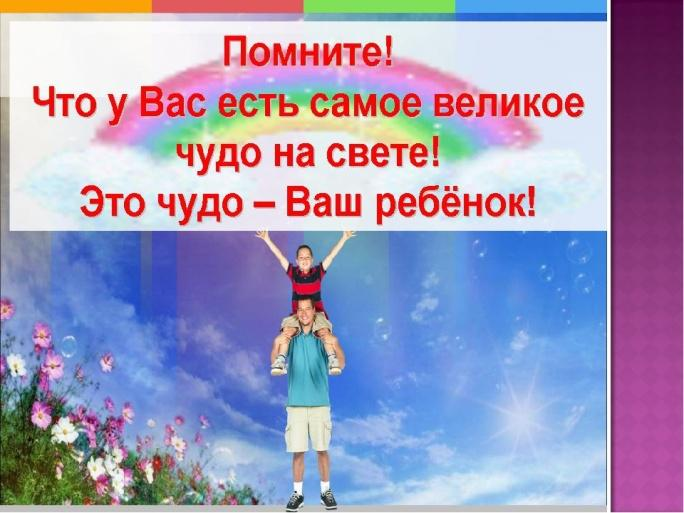 Помните!
Что у Вас есть самое великое
чудо на свете!
Это чудо – Ваш ребёнок!